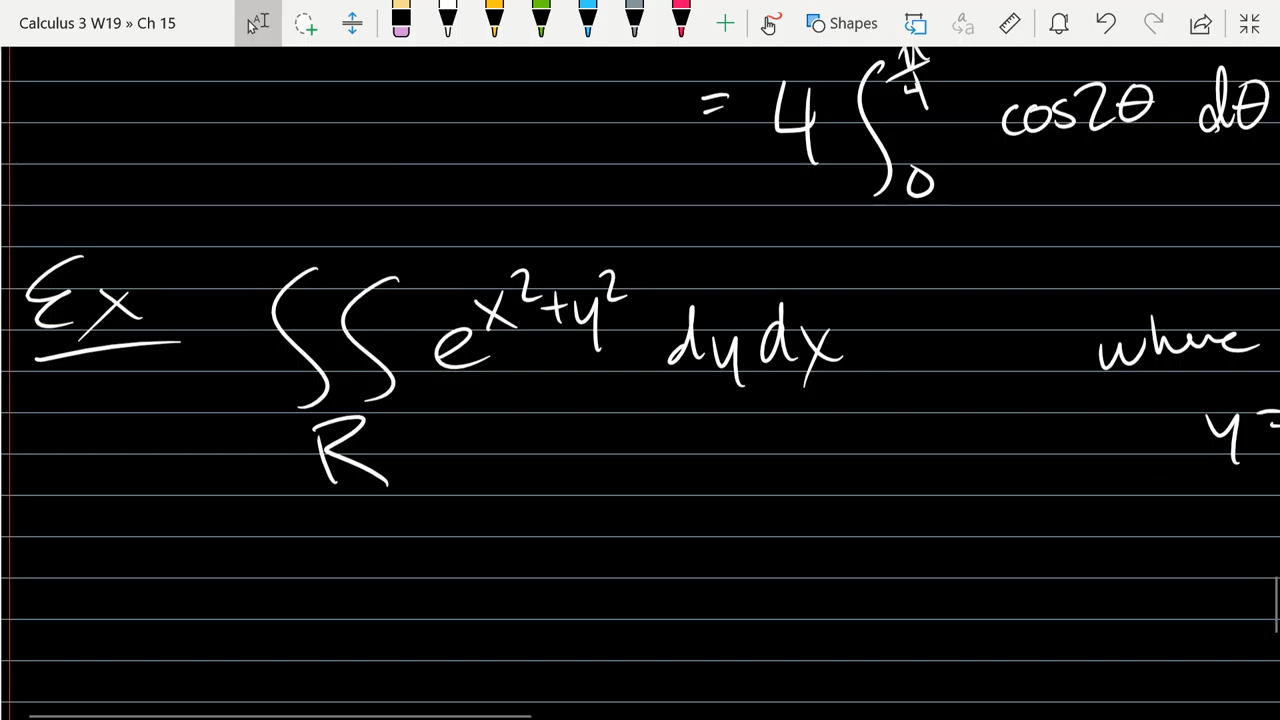 Calculus 3 W19 » Ch 15
Shapes
= 4 ∫₀^{π/4} cos2θ dθ
Ex ∬_R e^{x²+y²} dy dx where
y =